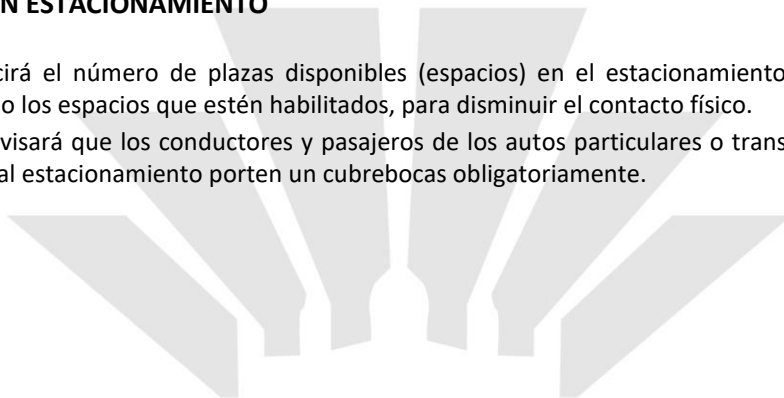 N ESTACIONAMIENTO
cirá el número de plazas disponibles (espacios) en el estacionamiento
o los espacios que estén habilitados, para disminuir el contacto físico.
visará que los conductores y pasajeros de los autos particulares o trans
al estacionamiento porten un cubrebocas obligatoriamente.